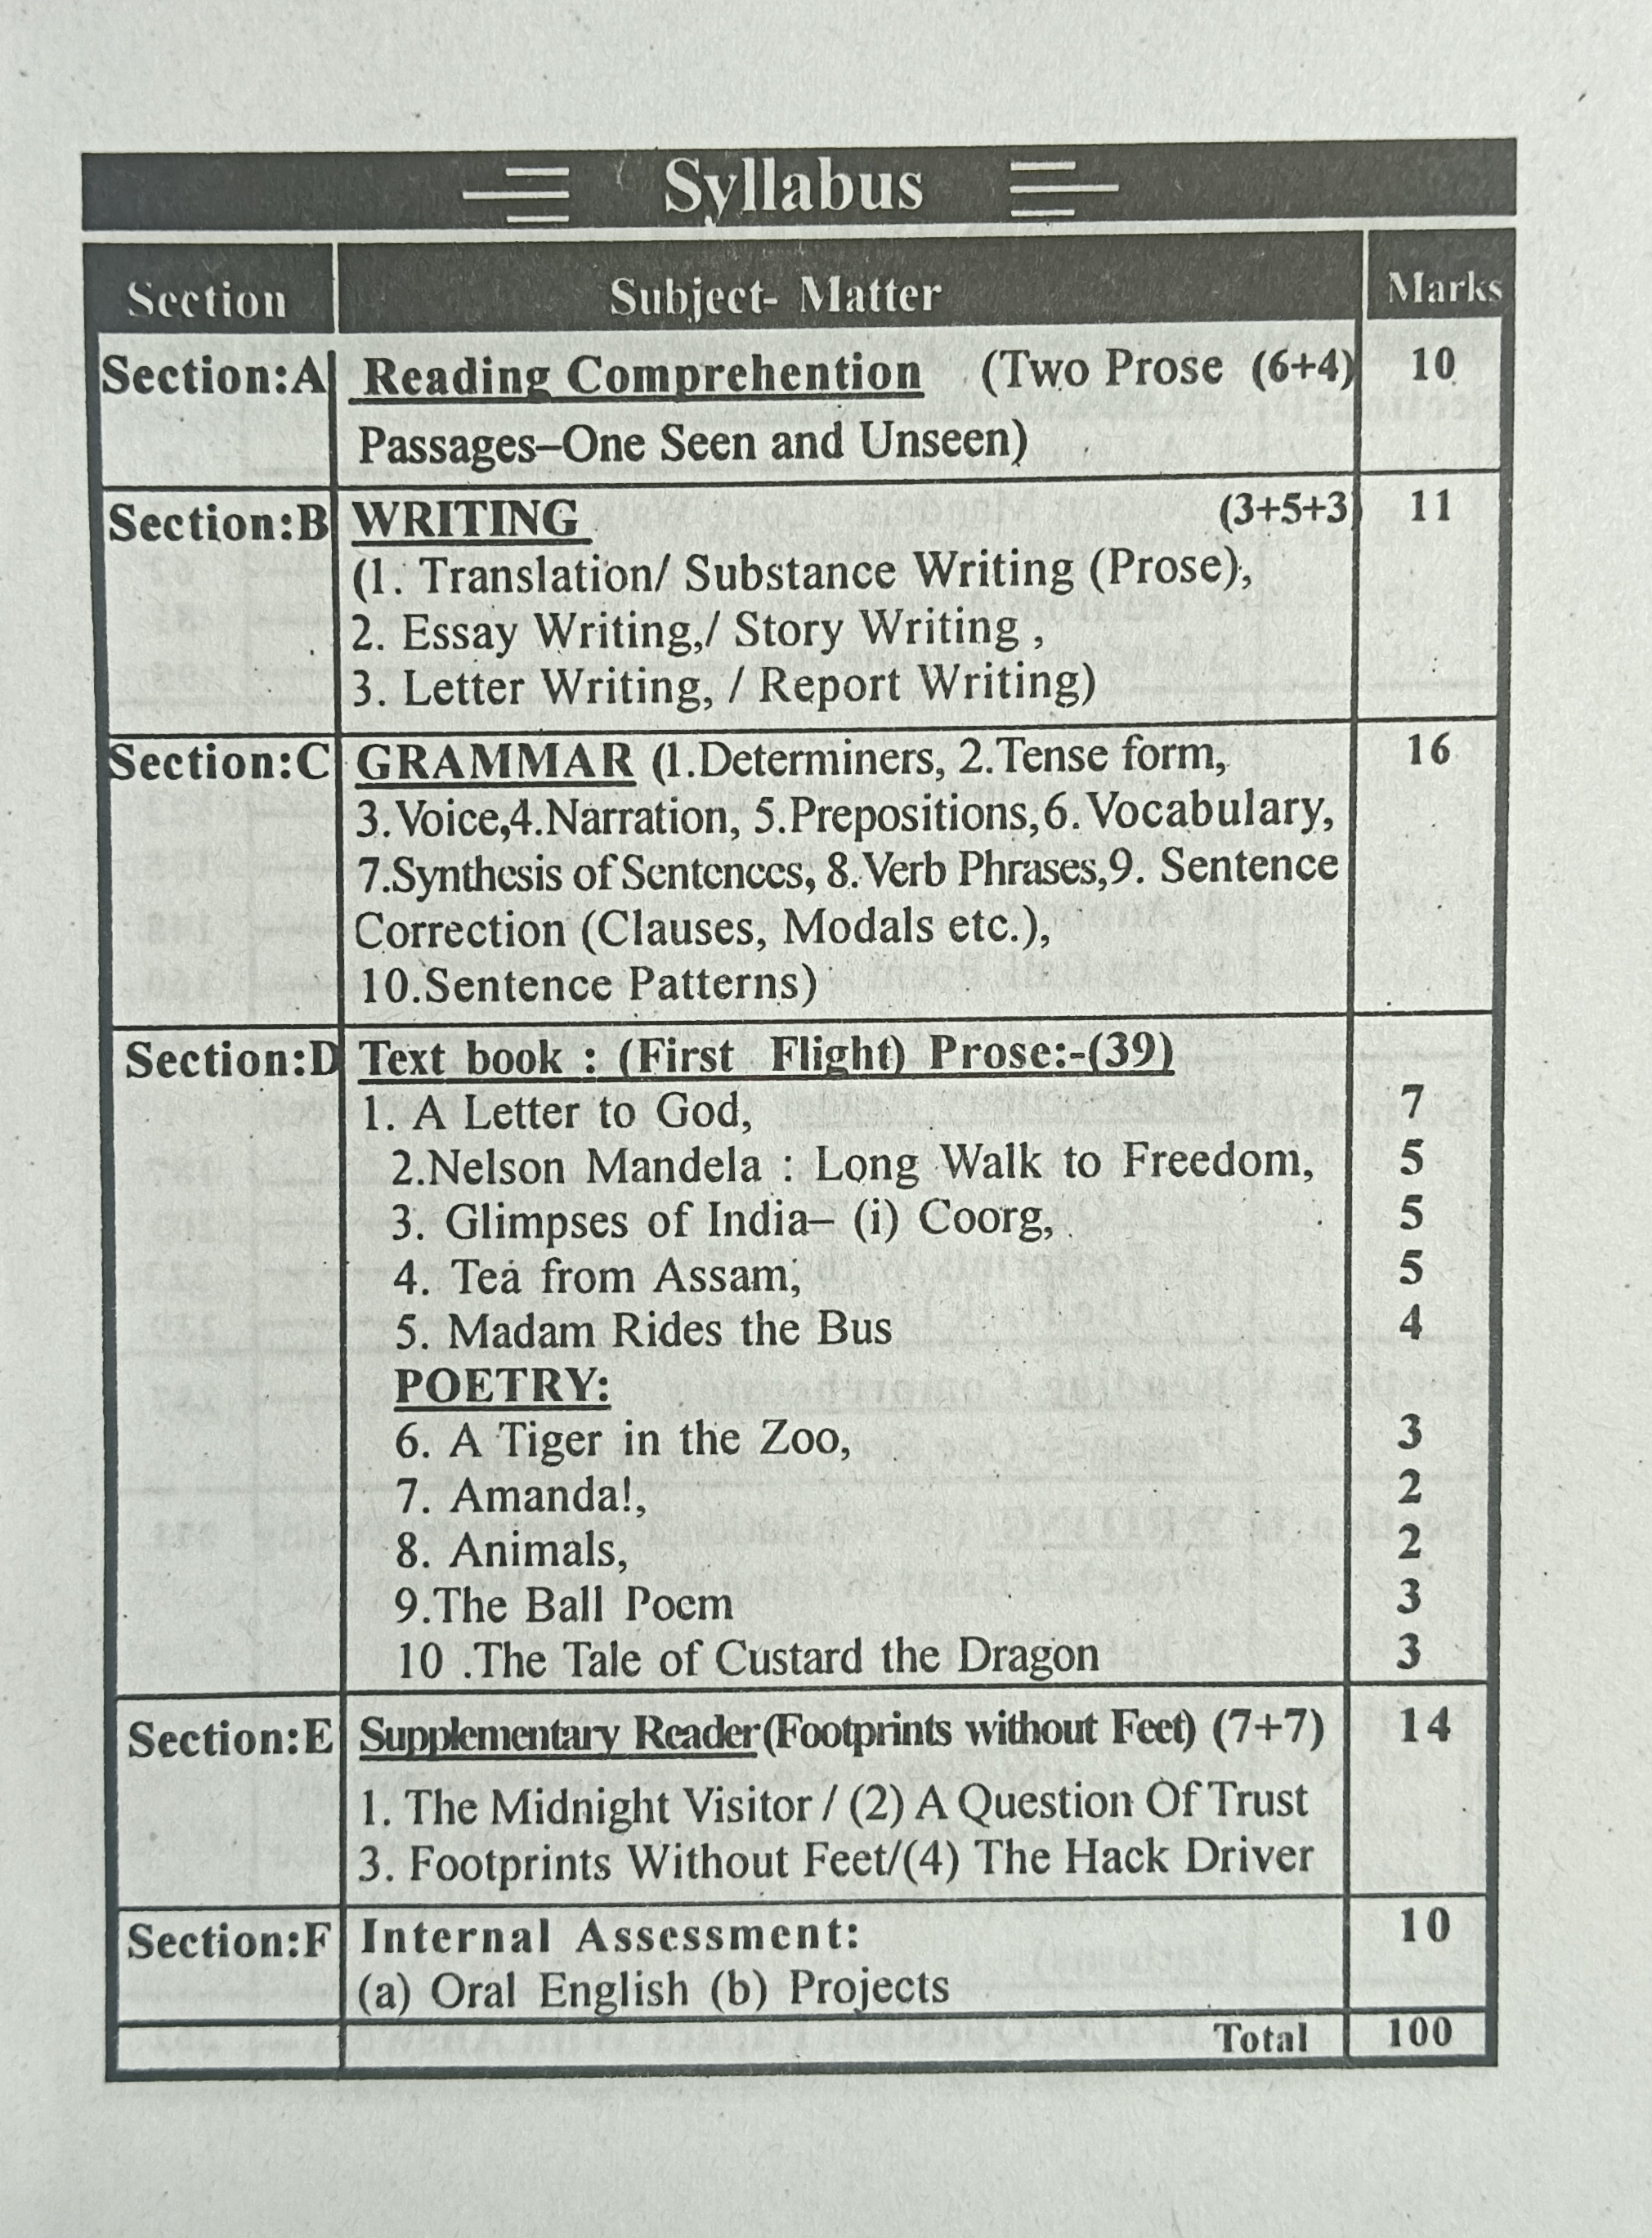 Syllabus
Section Subject- Matter Marks
Section:A Reading Comprehention (Two Prose (6+4) 10
Passages–One Seen and Unseen)
Section:B WRITING (3+5+3) 11
(1. Translation/ Substance Writing (Prose),
2. Essay Writing,/ Story Writing ,
3. Letter Writing, / Report Writing)
Section:C GRAMMAR (1.Determiners, 2.Tense form, 16
3.Voice,4.Narration, 5.Prepositions,6. Vocabulary,
7.Synthesis of Sentences, 8.Verb Phrases,9. Sentence
Correction (Clauses, Modals etc.),
10.Sentence Patterns)
Section:D Text book : (First Flight) Prose:-(39)
1. A Letter to God, 7
2.Nelson Mandela : Long Walk to Freedom, 5
3. Glimpses of India– (i) Coorg, 5
4. Tea from Assam, 5
5. Madam Rides the Bus 4
POETRY:
6. A Tiger in the Zoo, 3
7. Amanda!, 2
8. Animals, 2
9.The Ball Poem 3
10 .The Tale of Custard the Dragon 3
Section:E Supplementary Reader(Footprints without Feet) (7+7) 14
1. The Midnight Visitor / (2) A Question Of Trust
3. Footprints Without Feet/(4) The Hack Driver
Section:F Internal Assessment: 10
(a) Oral English (b) Projects
Total 100